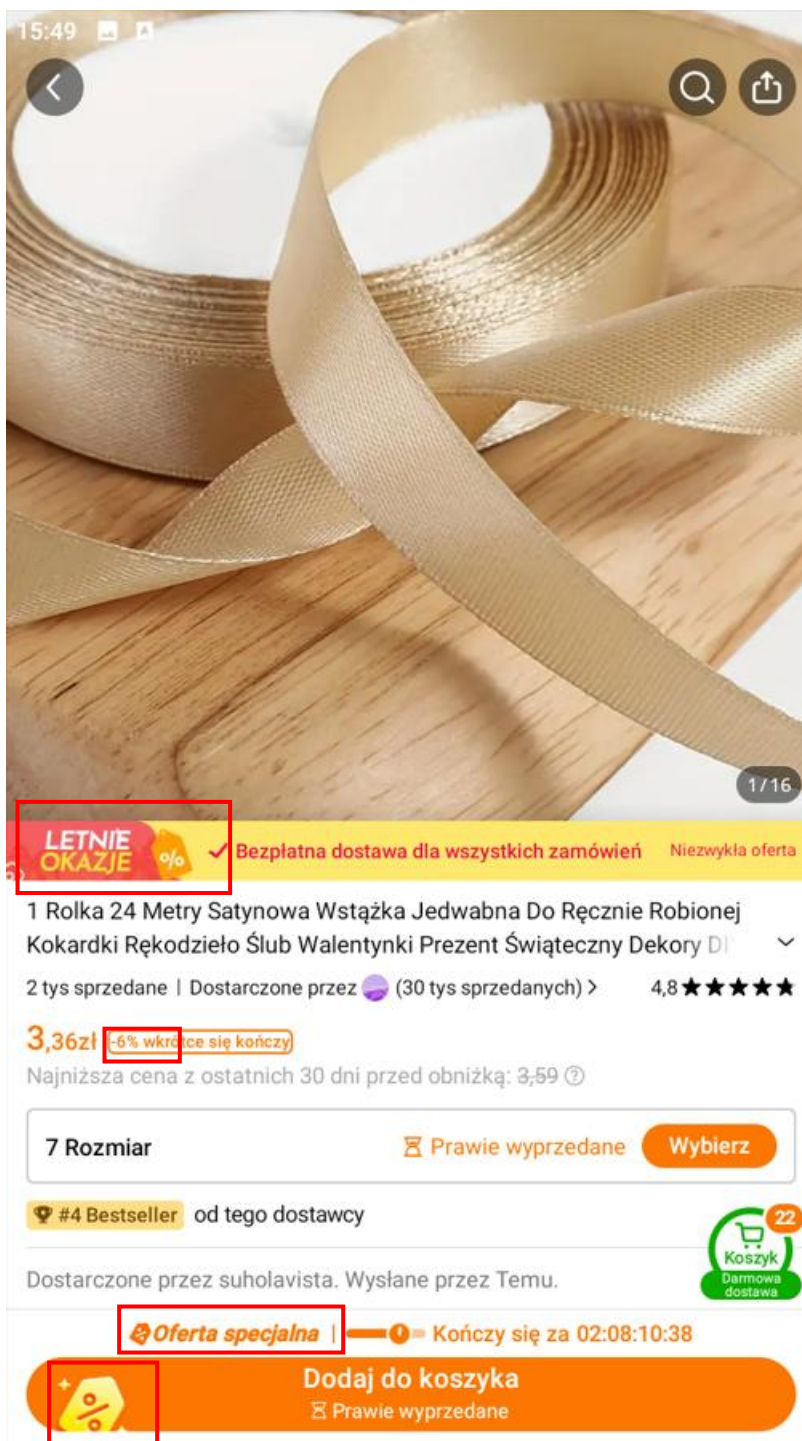 15:49
1/16
LETNIE
OKAZJE %
Bezpłatna dostawa dla wszystkich zamówień Niezwykła oferta
1 Rolka 24 Metry Satynowa Wstążka Jedwabna Do Ręcznie Robionej
Kokardki Rękodzieło Ślub Walentynki Prezent Świąteczny Dekory
2 tys sprzedane | Dostarczone przez (30 tys sprzedanych) > 4,8 ★★★★★
3,36zł -6% wkrótce się kończy
Najniższa cena z ostatnich 30 dni przed obniżką: 3,59 ?
7 Rozmiar Prawie wyprzedane Wybierz
#4 Bestseller od tego dostawcy
22
Koszyk
Darmowa
dostawa
Dostarczone przez suholavista. Wysłane przez Temu.
Oferta specjalna | Kończy się za 02:08:10:38
Dodaj do koszyka
% Prawie wyprzedane